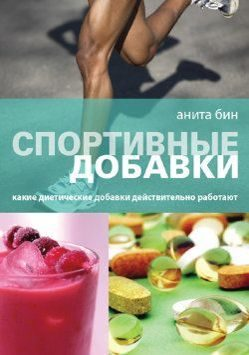 анита бин
СПОРТИВНЫЕ
ДОБАВКИ
какие диетические добавки действительно работают